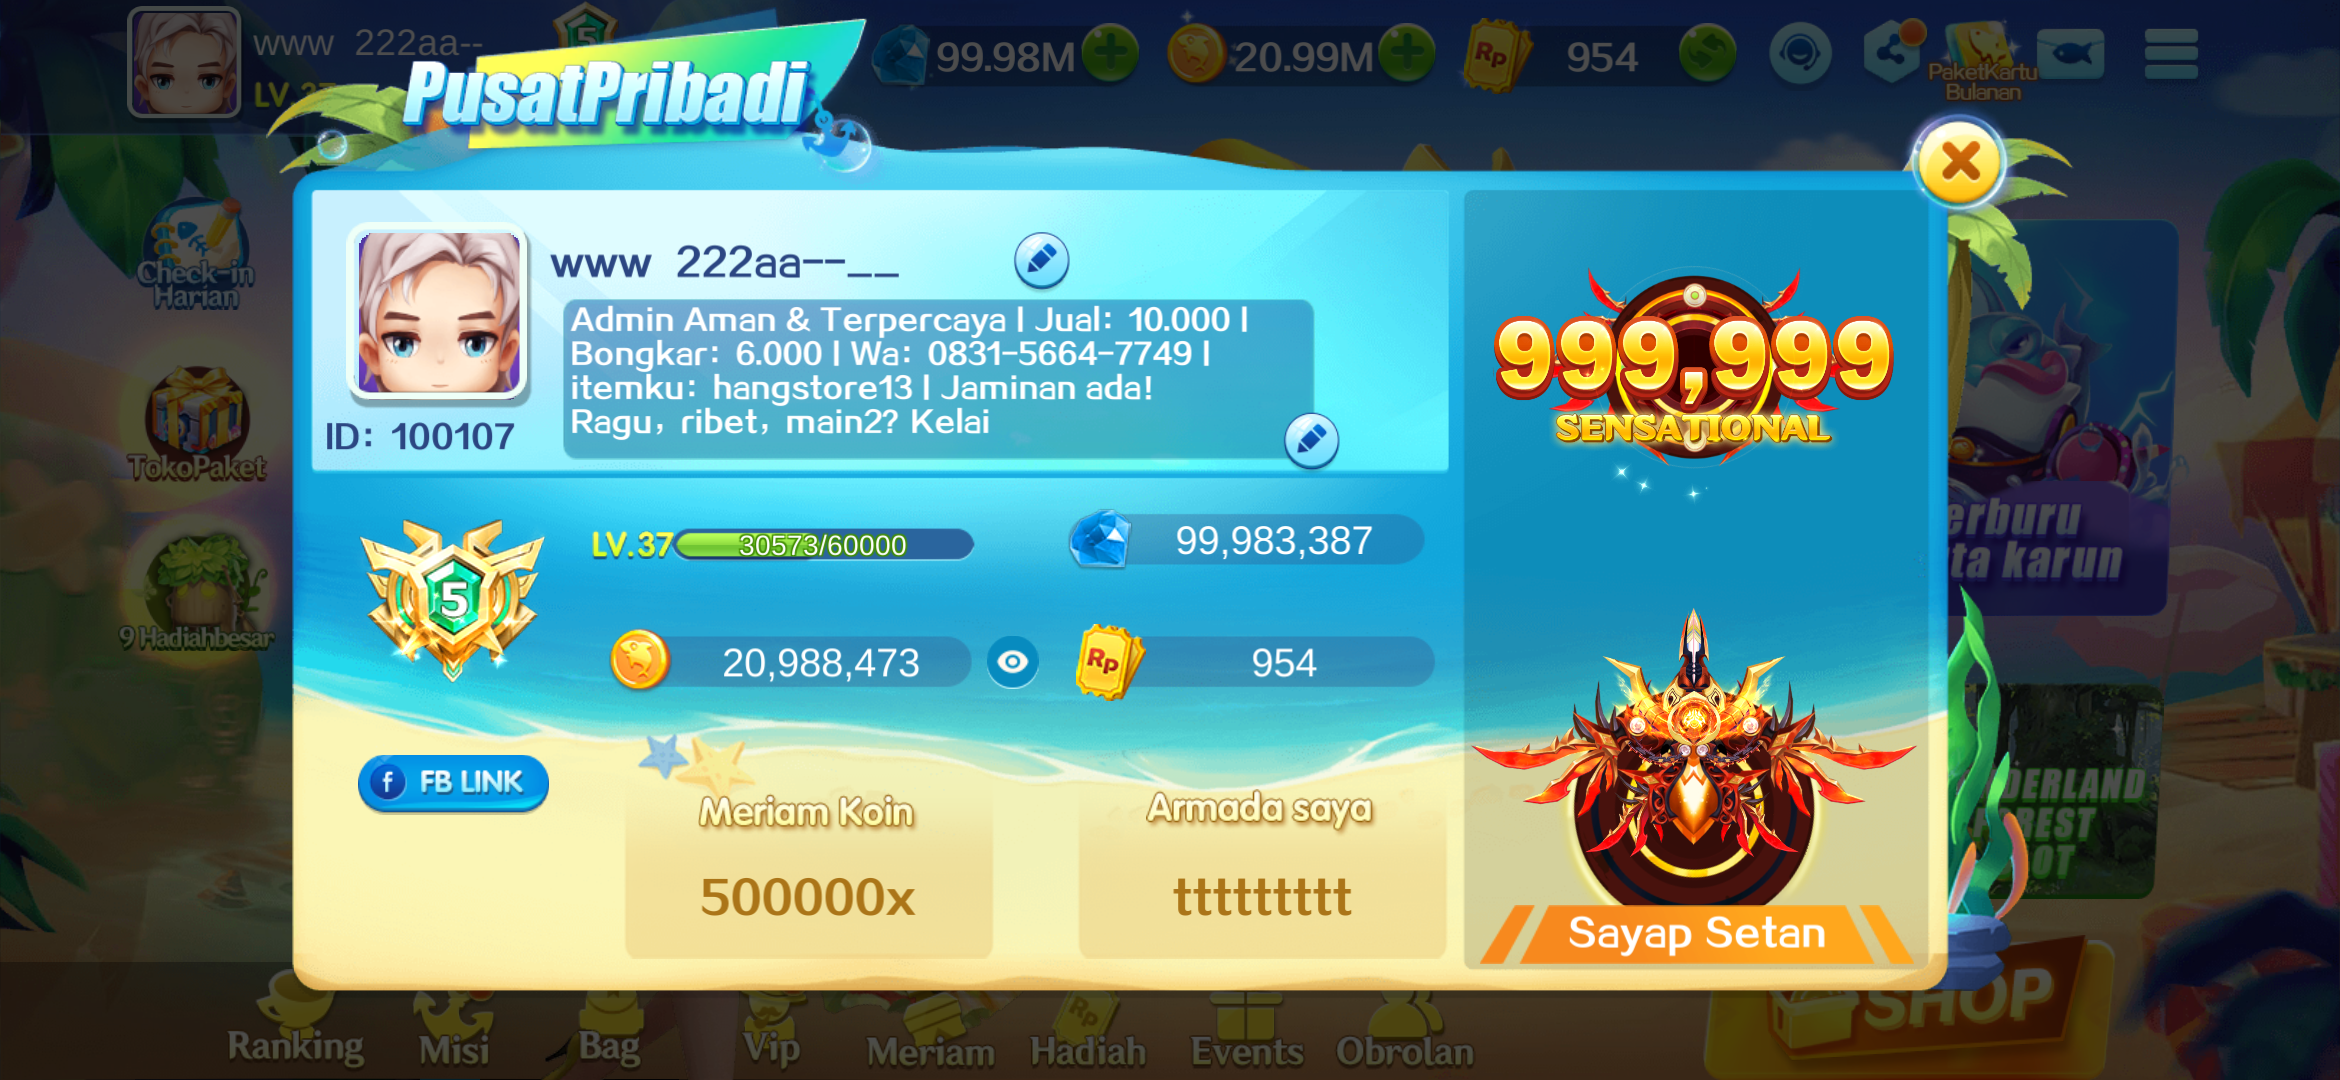 www 222aa--
LV.37
5
99.98M
20.99M
Rp
954
PaketKartu
Bulanan
PusatPribadi
Check-in
Harian
TokoPaket
9 Hadiahbesar
www 222aa--__
Admin Aman & Terpercaya | Jual: 10.000 |
Bongkar: 6.000 | Wa: 0831-5664-7749 |
itemku: hangstore13 | Jaminan ada!
Ragu, ribet, main2? Kelai
ID: 100107
999,999
SENSATIONAL
5
LV.37
30573/60000
99,983,387
20,988,473
Rp
954
f FB LINK
Meriam Koin
500000x
Armada saya
ttttttttt
Sayap Setan
erburu
ta karun
DERLAND
REST
OT
Ranking
Misi
Bag
Vip
Meriam
Rp
Hadiah
Events
Obrolan
SHOP